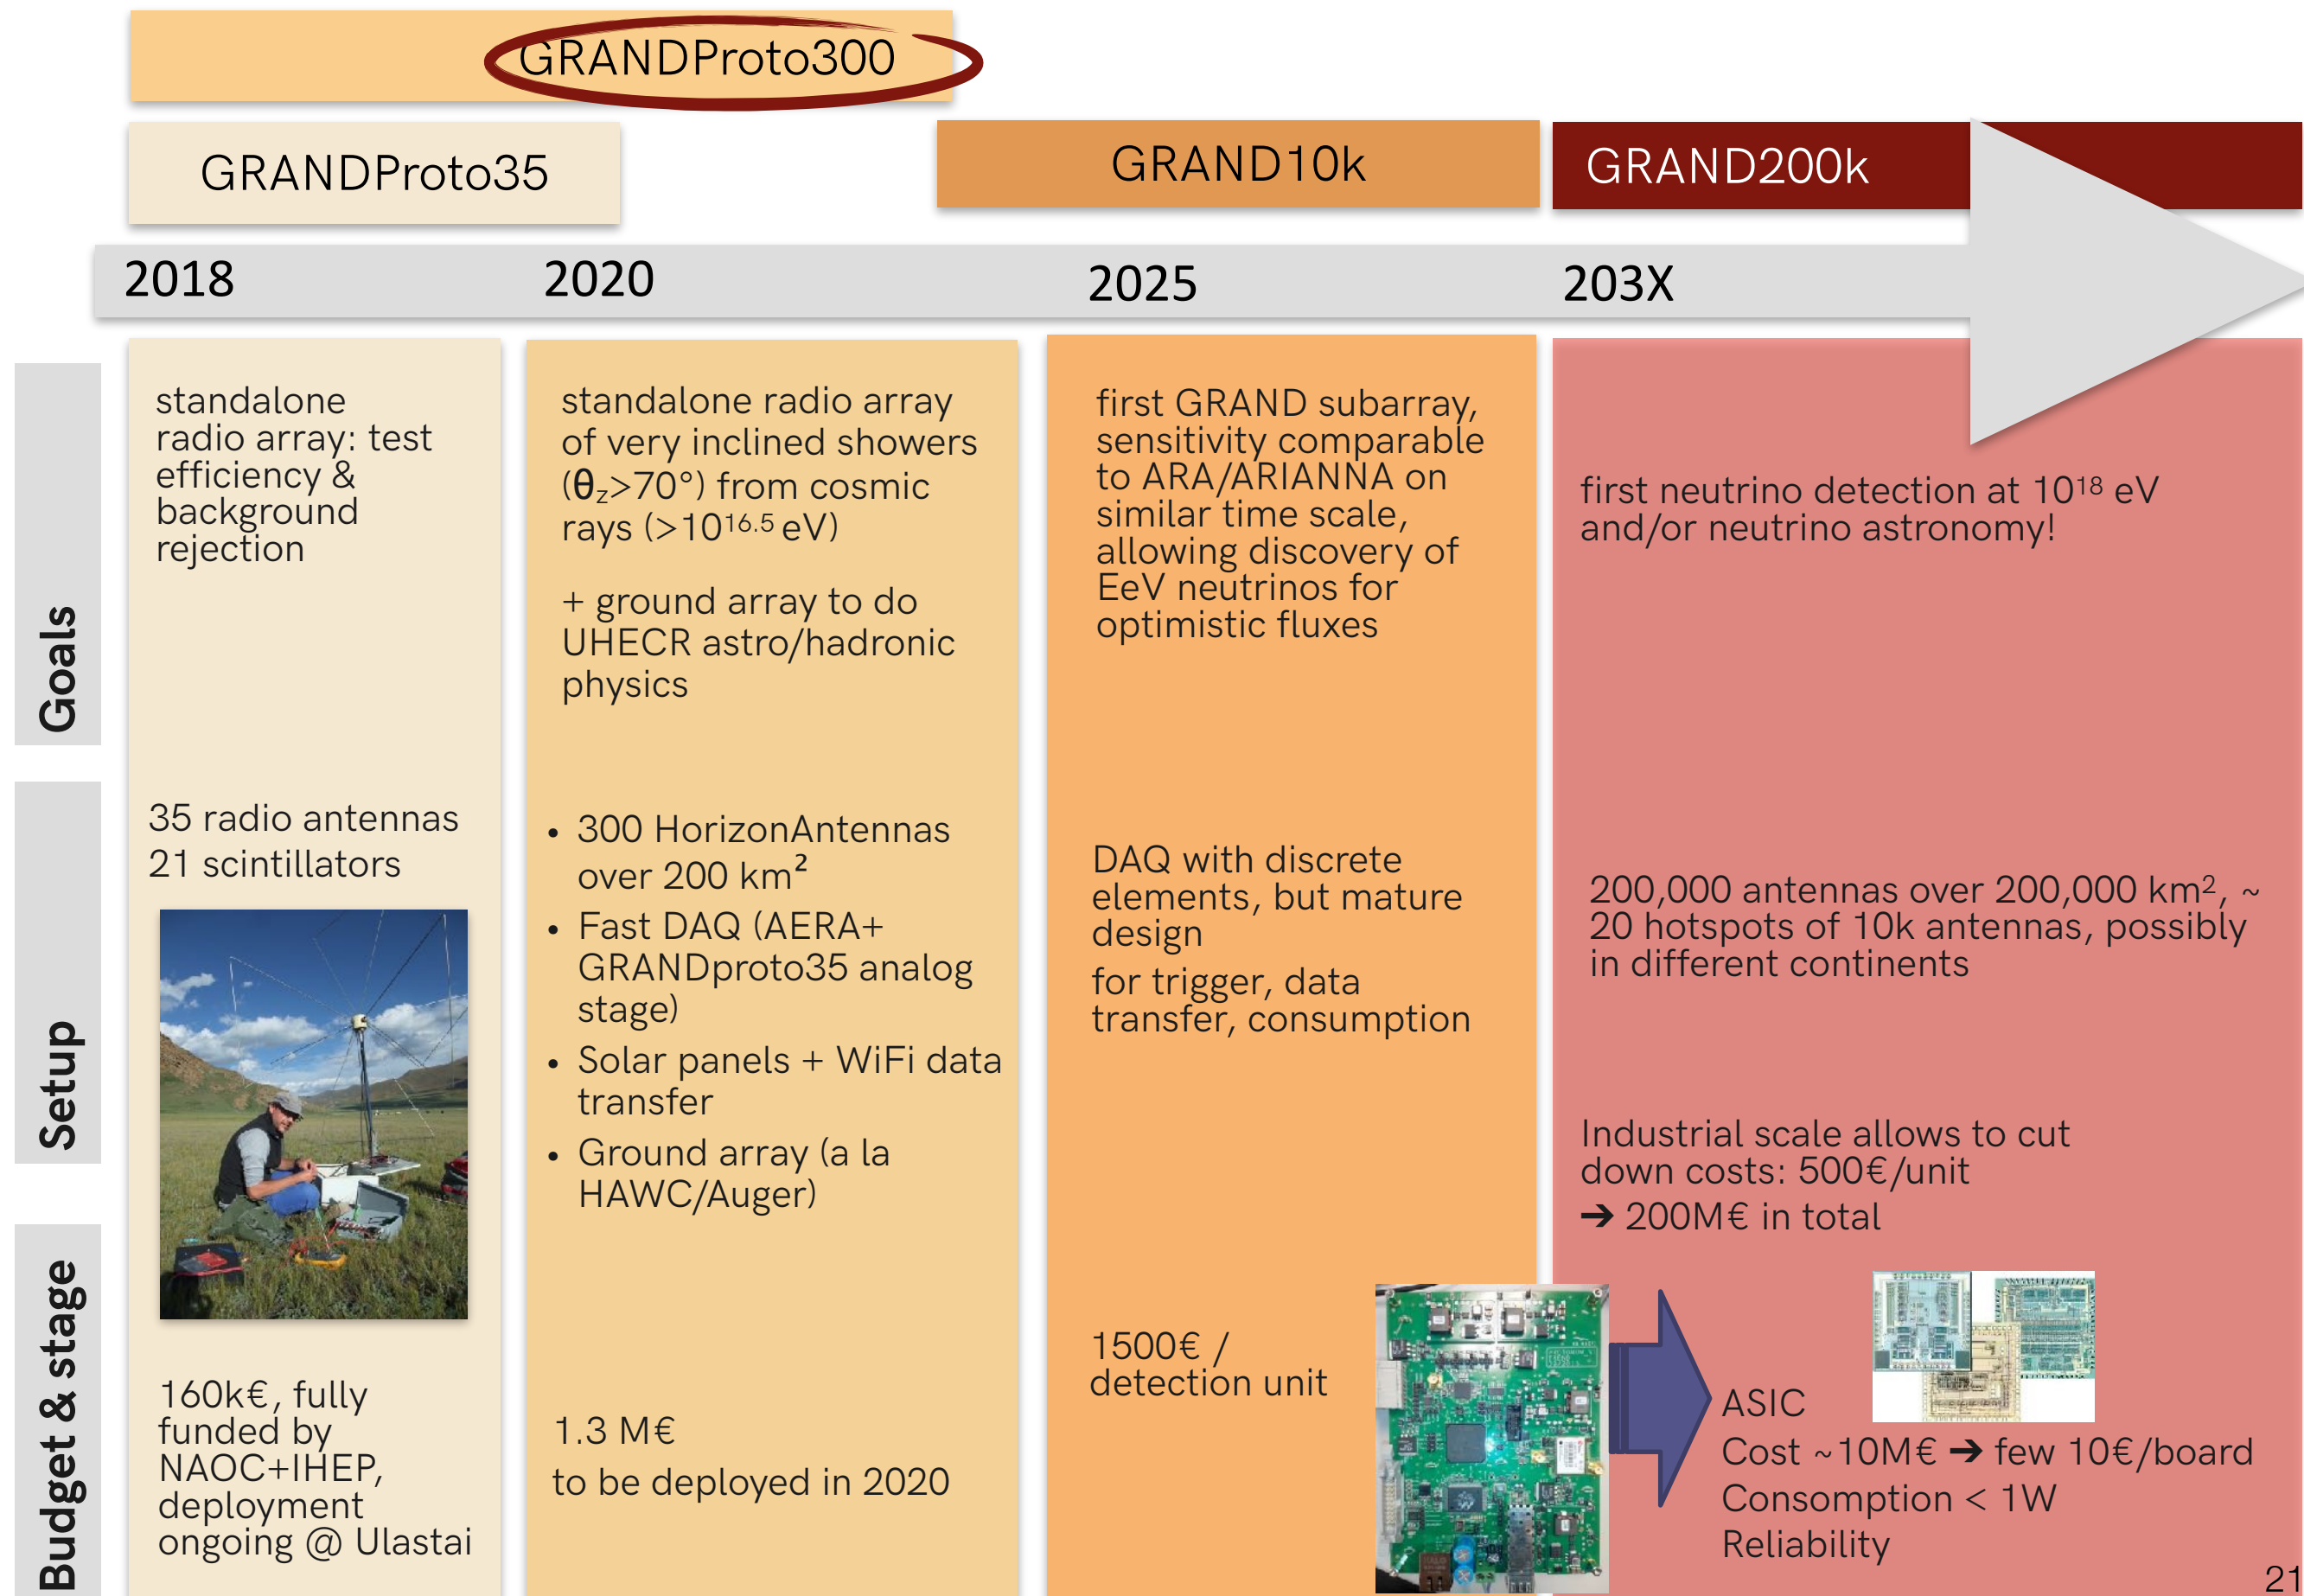 GRANDProto300
GRANDProto35
GRAND10k
GRAND200k
2018
2020
2025
203X
Goals
standalone
radio array: test
efficiency &
background
rejection
standalone radio array
of very inclined showers
(θz>70°) from cosmic
rays (>10^16.5 eV)
+ ground array to do
UHECR astro/hadronic
physics
first GRAND subarray,
sensitivity comparable
to ARA/ARIANNA on
similar time scale,
allowing discovery of
EeV neutrinos for
optimistic fluxes
first neutrino detection at 10^18 eV
and/or neutrino astronomy!
Setup
35 radio antennas
21 scintillators
• 300 HorizonAntennas
over 200 km²
• Fast DAQ (AERA+
GRANDproto35 analog
stage)
• Solar panels + WiFi data
transfer
• Ground array (a la
HAWC/Auger)
DAQ with discrete
elements, but mature
design
for trigger, data
transfer, consumption
200,000 antennas over 200,000 km², ~
20 hotspots of 10k antennas, possibly
in different continents
Industrial scale allows to cut
down costs: 500€/unit
➔ 200M€ in total
Budget & stage
160k€, fully
funded by
NAOC+IHEP,
deployment
ongoing @ Ulastai
1.3 M€
to be deployed in 2020
1500€ /
detection unit
ASIC
Cost ~10M€ ➔ few 10€/board
Consomption < 1W
Reliability
21